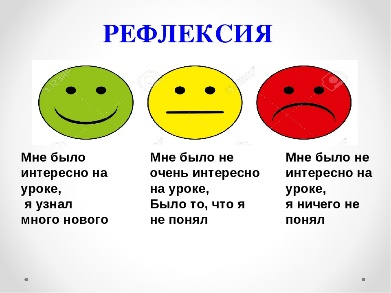 РЕФЛЕКСИЯ
Мне было
интересно на
уроке,
я узнал
много нового
Мне было не
очень интересно
на уроке,
Было то, что я
не понял
Мне было не
интересно на
уроке,
я ничего не
понял